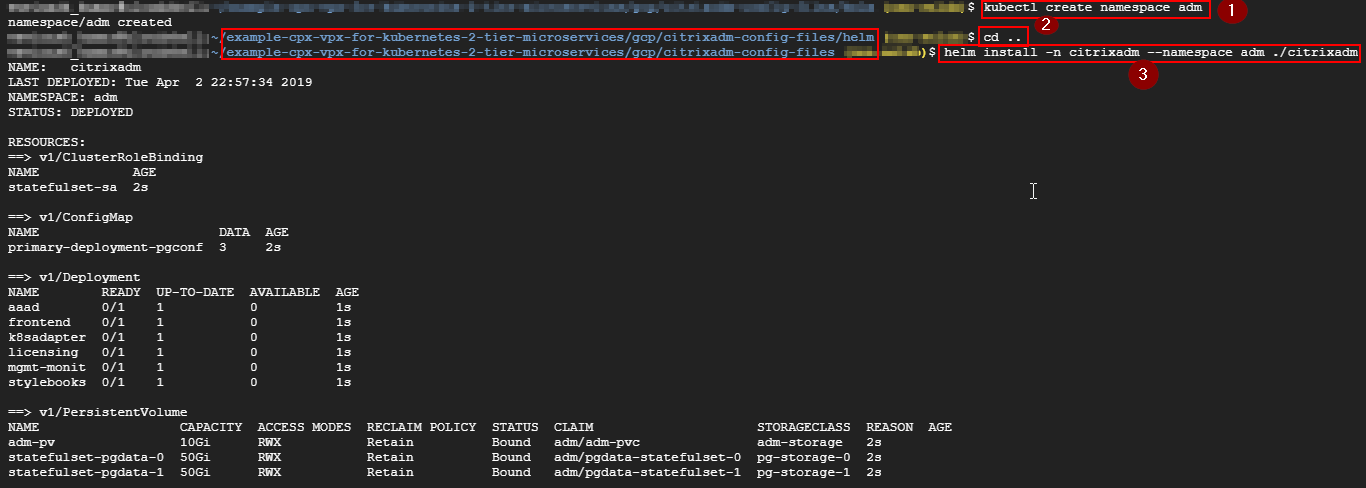 $ kubectl create namespace adm 1
namespace/adm created
2
~/example-cpx-vpx-for-kubernetes-2-tier-microservices/gcp/citrixadm-config-files/helm $ cd ..
~/example-cpx-vpx-for-kubernetes-2-tier-microservices/gcp/citrixadm-config-files )$ helm install -n citrixadm --namespace adm ./citrixadm
NAME:   citrixadm
3
LAST DEPLOYED: Tue Apr  2 22:57:34 2019
NAMESPACE: adm
STATUS: DEPLOYED
RESOURCES:
==> v1/ClusterRoleBinding
NAME            AGE
statefulset-sa  2s
==> v1/ConfigMap
NAME                       DATA  AGE
primary-deployment-pgconf  3     2s
==> v1/Deployment
NAME        READY  UP-TO-DATE  AVAILABLE  AGE
aaad        0/1    1           0          1s
frontend    0/1    1           0          1s
k8sadapter  0/1    1           0          1s
licensing   0/1    1           0          1s
mgmt-monit  0/1    1           0          1s
stylebooks  0/1    1           0          1s
==> v1/PersistentVolume
NAME                  CAPACITY  ACCESS MODES  RECLAIM POLICY  STATUS  CLAIM                     STORAGECLASS  REASON  AGE
adm-pv                10Gi      RWX           Retain          Bound   adm/adm-pvc               adm-storage   2s
statefulset-pgdata-0  50Gi      RWX           Retain          Bound   adm/pgdata-statefulset-0  pg-storage-0  2s
statefulset-pgdata-1  50Gi      RWX           Retain          Bound   adm/pgdata-statefulset-1  pg-storage-1  2s